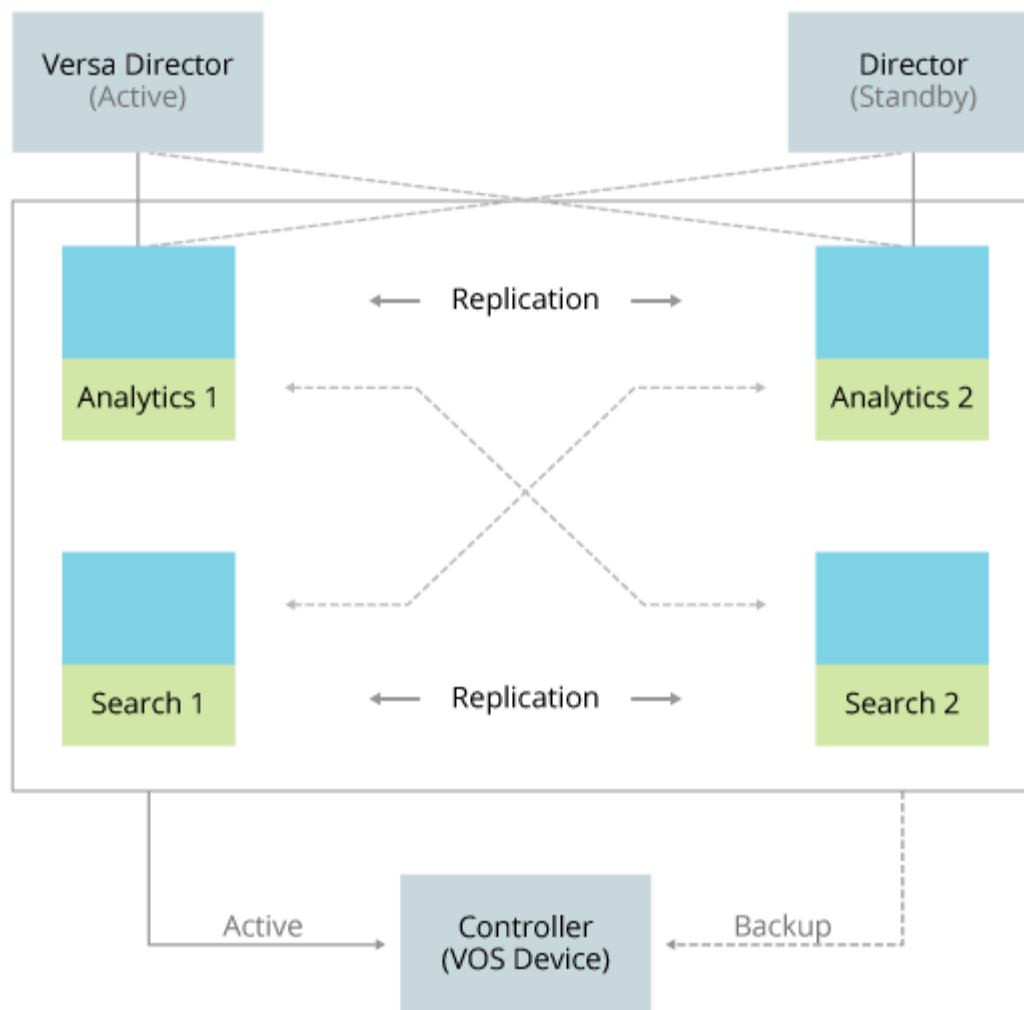 Versa Director
(Active)
Director
(Standby)
Replication
Analytics 1
Analytics 2
Search 1
Replication
Search 2
Active
Controller
(VOS Device)
Backup